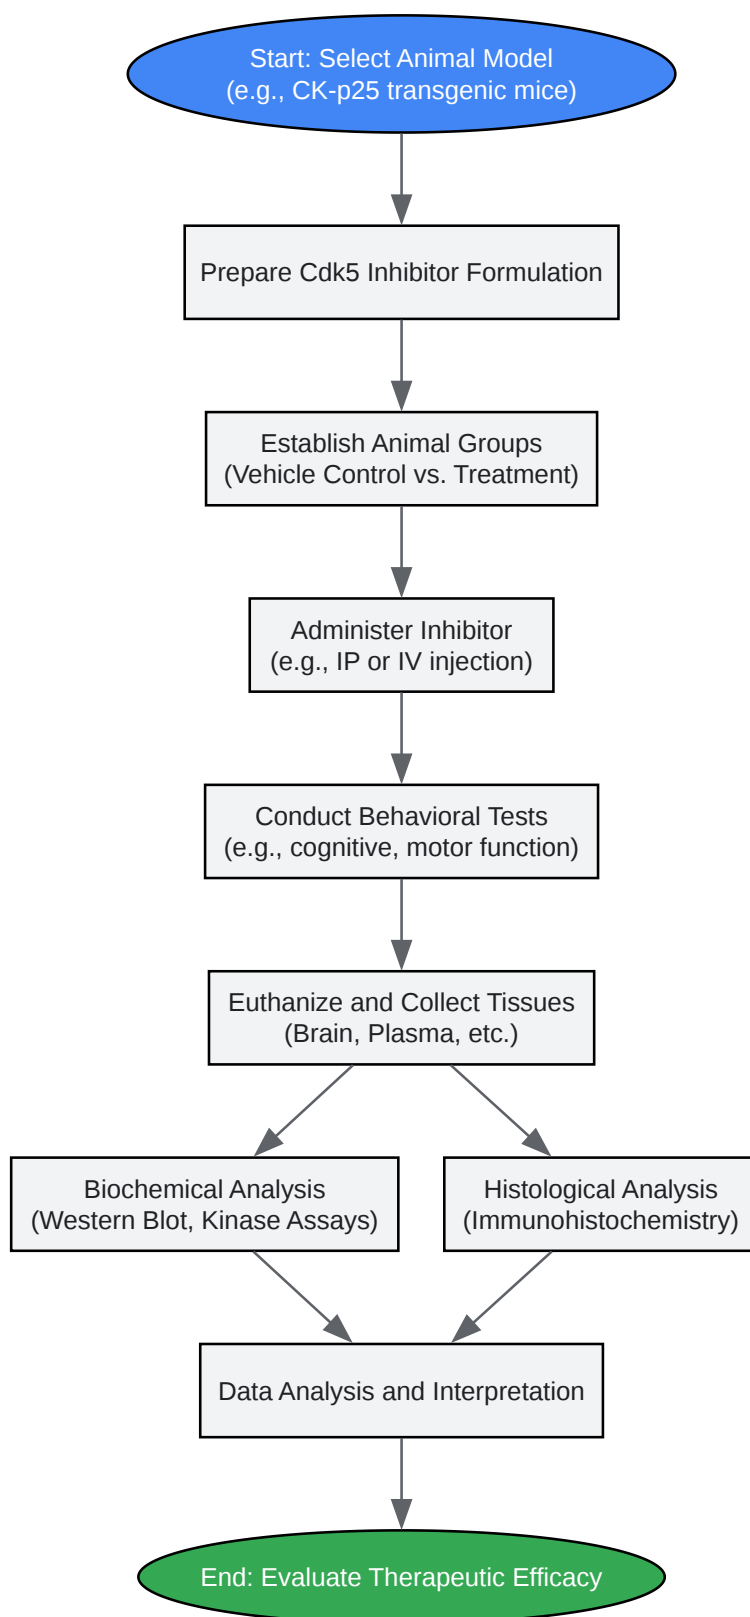 Start: Select Animal Model
(e.g., CK-p25 transgenic mice)
Prepare Cdk5 Inhibitor Formulation
Establish Animal Groups
(Vehicle Control vs. Treatment)
Administer Inhibitor
(e.g., IP or IV injection)
Conduct Behavioral Tests
(e.g., cognitive, motor function)
Euthanize and Collect Tissues
(Brain, Plasma, etc.)
Biochemical Analysis
(Western Blot, Kinase Assays)
Histological Analysis
(Immunohistochemistry)
Data Analysis and Interpretation
End: Evaluate Therapeutic Efficacy